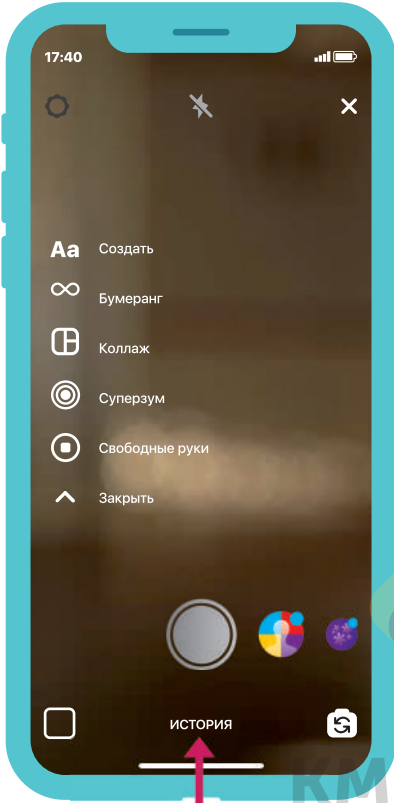 17:40
Aa Создать
Бумеранг
Коллаж
Суперзум
Свободные руки
Закрыть
ИСТОРИЯ
КМ